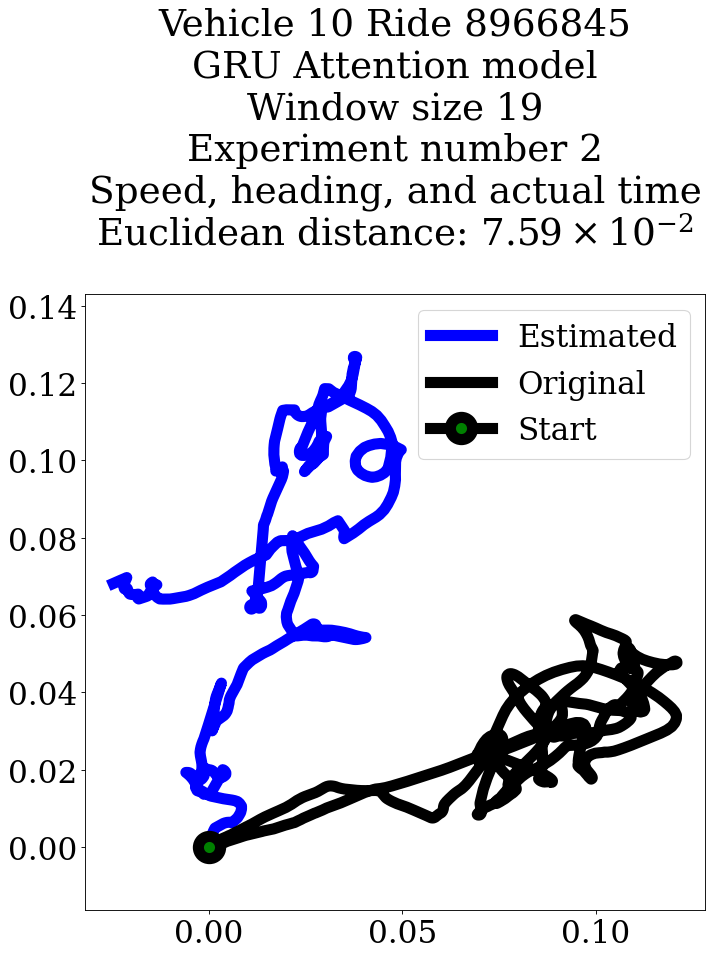 Vehicle 10 Ride 8966845
GRU Attention model
Window size 19
Experiment number 2
Speed, heading, and actual time
Euclidean distance: 7.59 × 10⁻²
0.14
0.12
0.10
0.08
0.06
0.04
0.02
0.00
Estimated
Original
Start
0.00 0.05 0.10